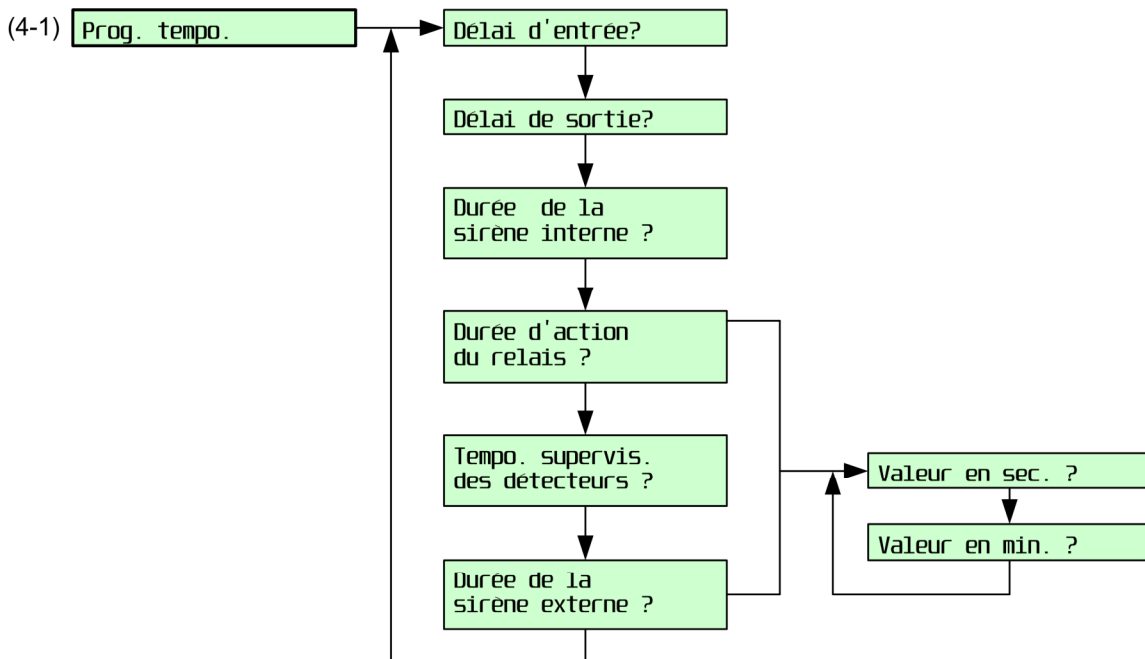 (4-1) Prog. tempo.
Délai d'entrée?
Délai de sortie?
Durée  de la
sirène interne ?
Durée d'action
du relais ?
Tempo. supervis.
des détecteurs ?
Valeur en sec. ?
Valeur en min. ?
Durée de la
sirène externe ?